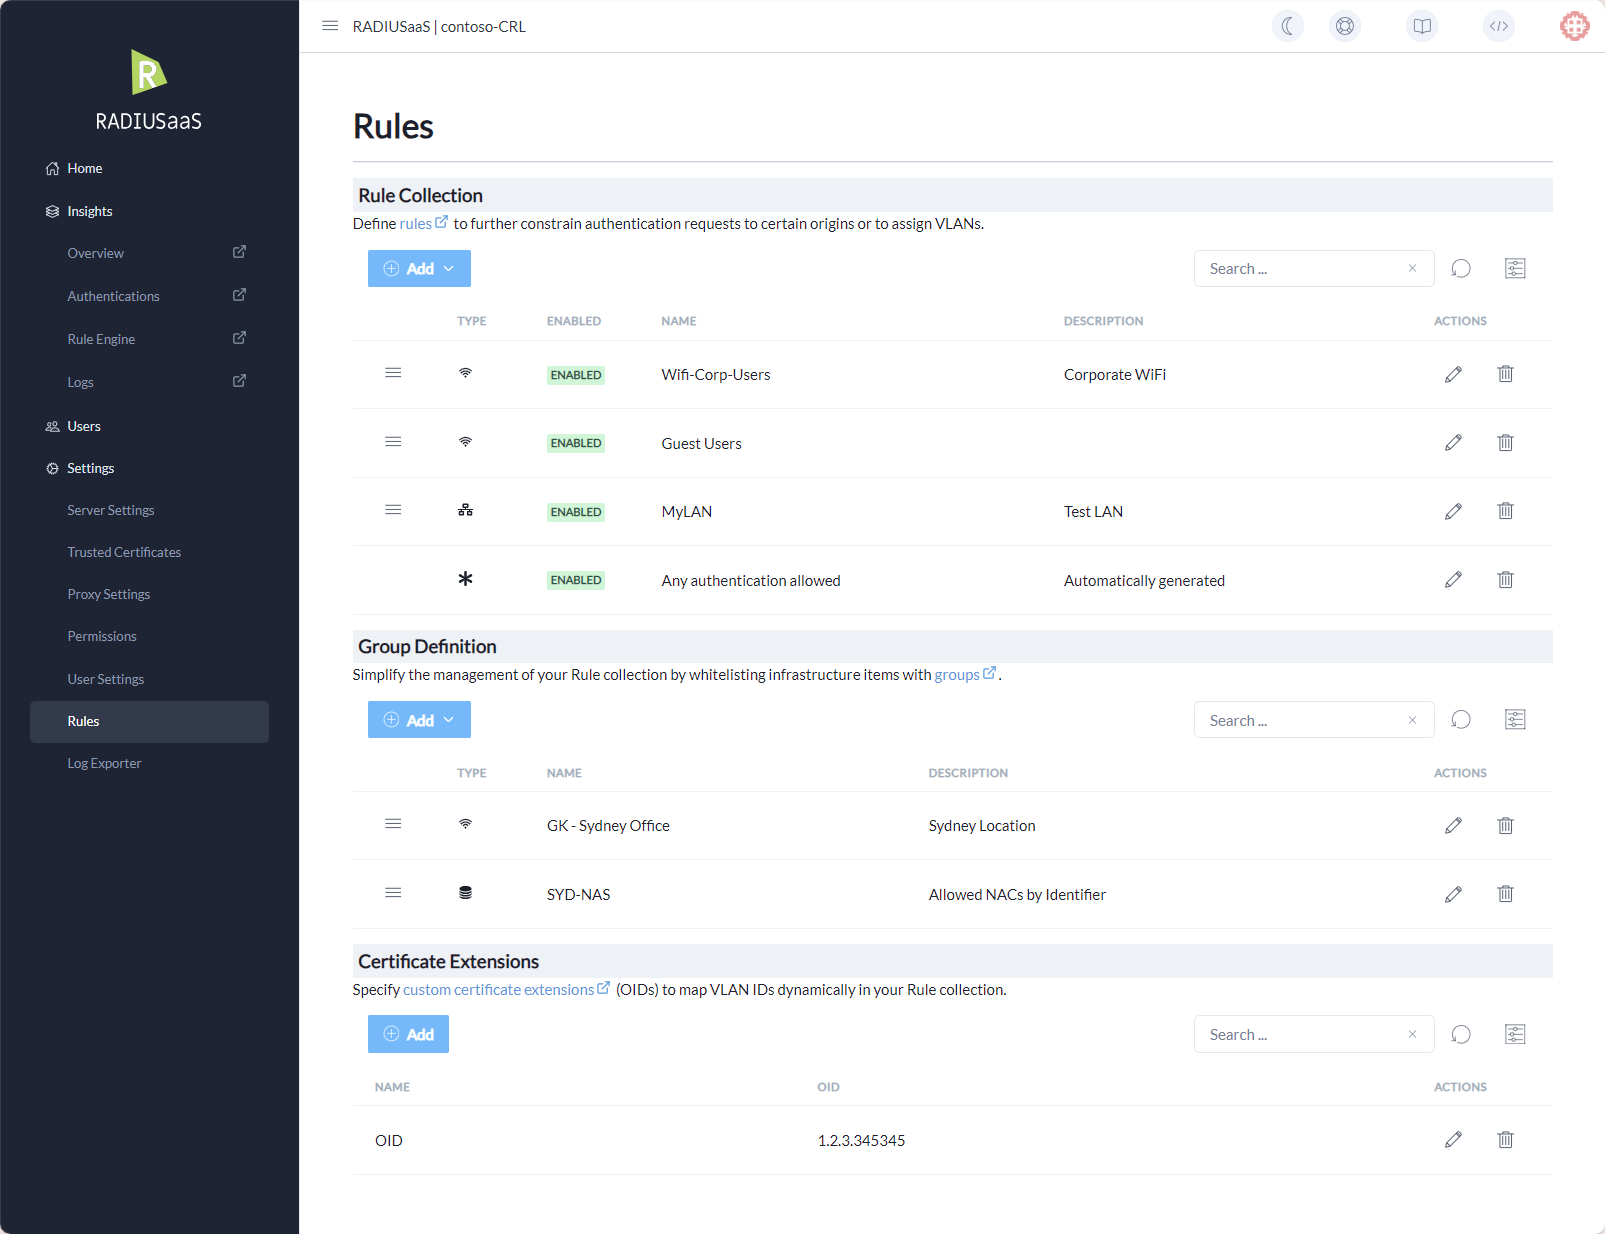 RADIUSaaS | contoso-CRL
R
RADIUSaaS
Home
Insights
Overview
Authentications
Rule Engine
Logs
Users
Settings
Server Settings
Trusted Certificates
Proxy Settings
Permissions
User Settings
Rules
Log Exporter
Rules
Rule Collection
Define rules to further constrain authentication requests to certain origins or to assign VLANs.
Add Search ...
TYPE ENABLED NAME DESCRIPTION ACTIONS
ENABLED Wifi-Corp-Users Corporate WiFi
ENABLED Guest Users
ENABLED MyLAN Test LAN
ENABLED Any authentication allowed Automatically generated
Group Definition
Simplify the management of your Rule collection by whitelisting infrastructure items with groups .
Add Search ...
TYPE NAME DESCRIPTION ACTIONS
GK - Sydney Office Sydney Location
SYD-NAS Allowed NACs by Identifier
Certificate Extensions
Specify custom certificate extensions (OIDs) to map VLAN IDs dynamically in your Rule collection.
Add Search ...
NAME OID ACTIONS
OID 1.2.3.345345